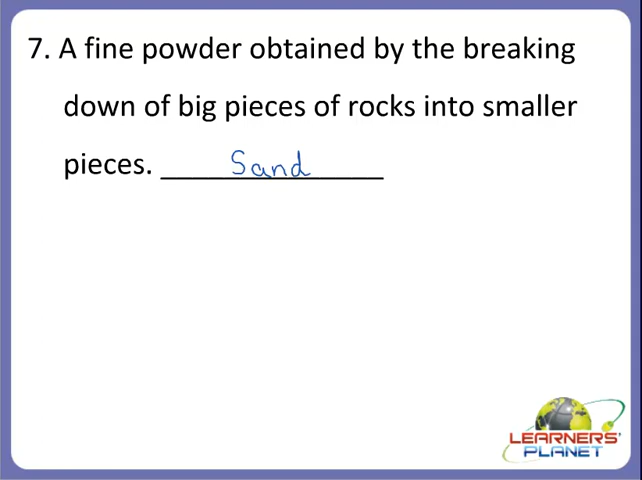 7. A fine powder obtained by the breaking
down of big pieces of rocks into smaller
pieces. ______________ Sand
LEARNERS'
PLANET